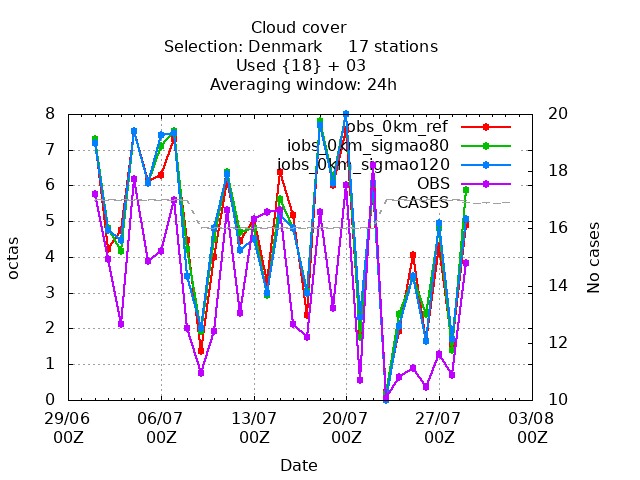 Cloud cover
Selection: Denmark 17 stations
Used {18} + 03
Averaging window: 24h
8
7
6
5
4
3
2
1
0
20
18
16
14
12
10
iobs_0km_ref
iobs_0km_sigmao80
iobs_0km_sigmao120
OBS
CASES
octas
No cases
29/06 06/07 13/07 20/07 27/07 03/08
00Z 00Z 00Z 00Z 00Z 00Z
Date